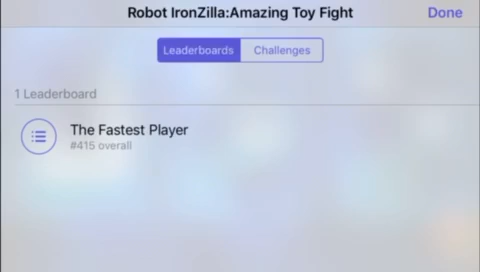 Robot IronZilla:Amazing Toy Fight
Done
Leaderboards
Challenges
1 Leaderboard
The Fastest Player
#415 overall